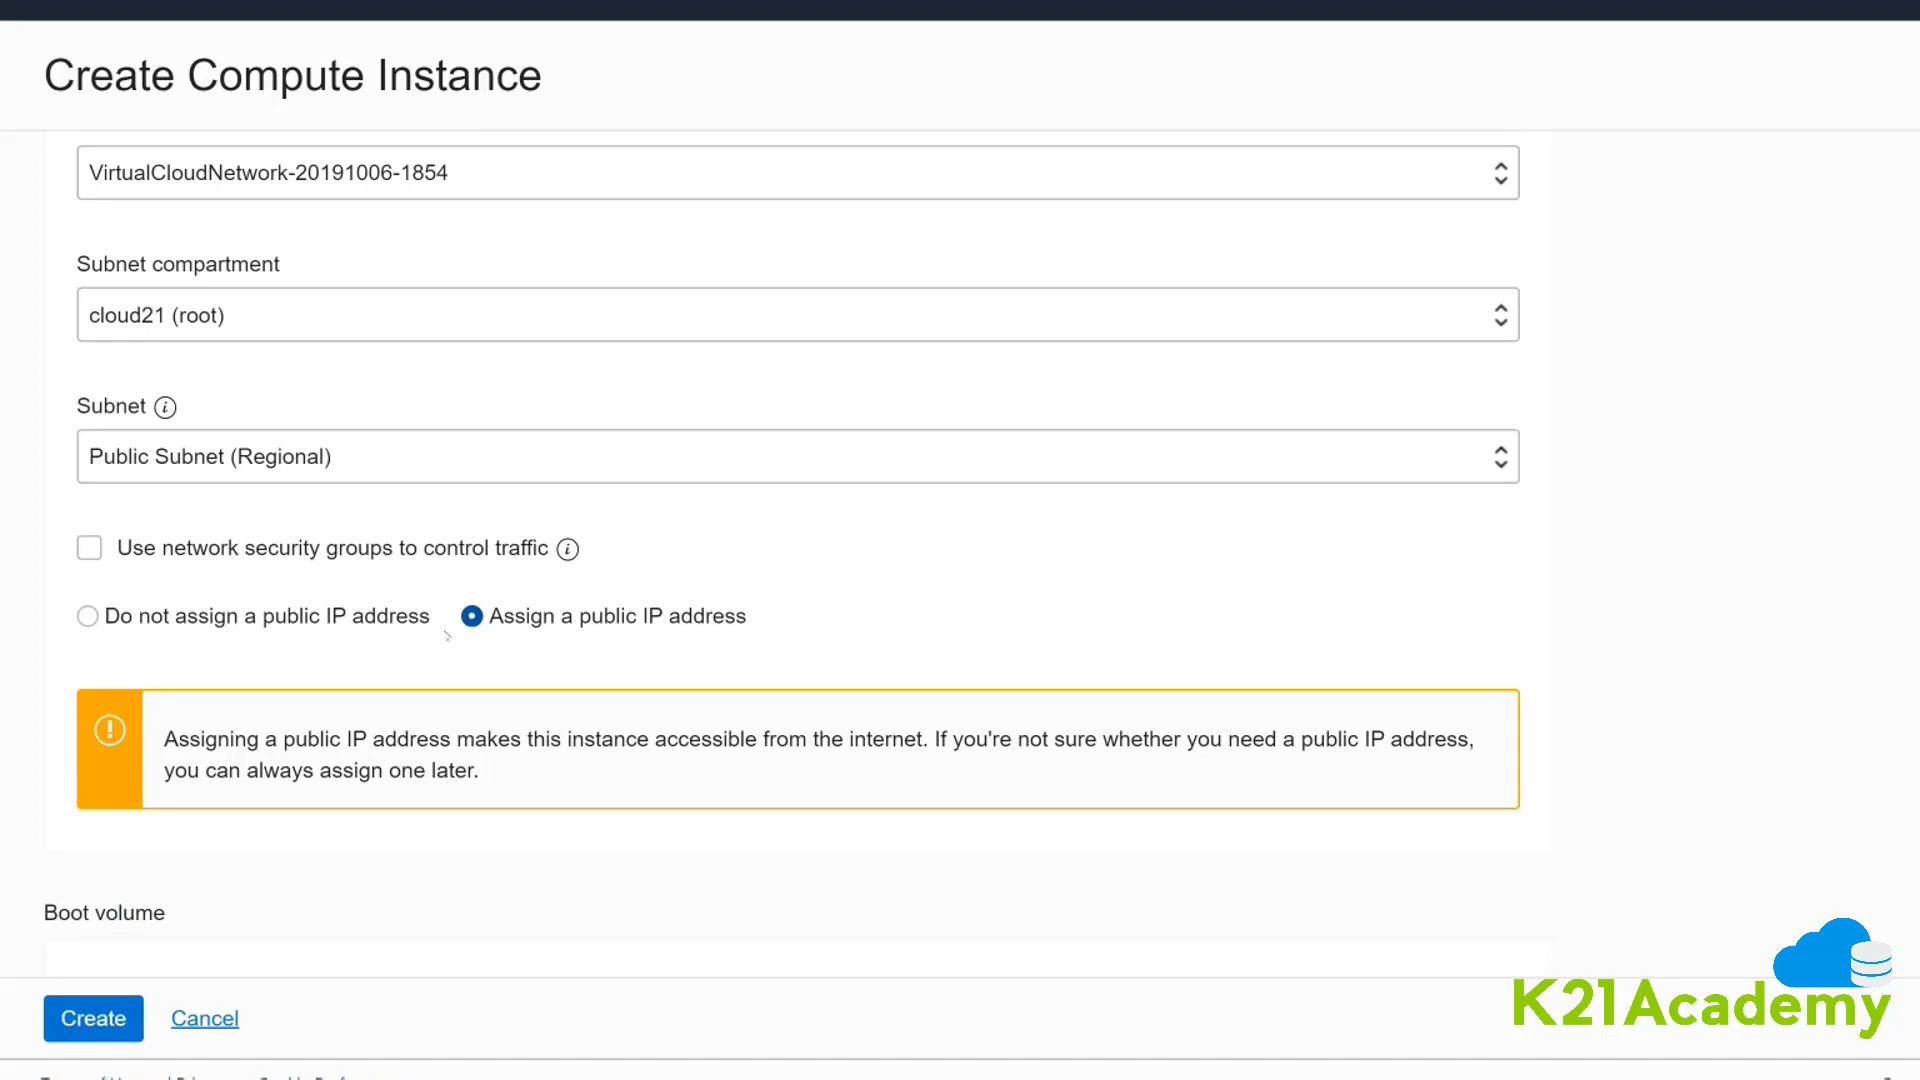 Create Compute Instance
VirtualCloudNetwork-20191006-1854
Subnet compartment
cloud21 (root)
Subnet
Public Subnet (Regional)
Use network security groups to control traffic
Do not assign a public IP address
Assign a public IP address
Assigning a public IP address makes this instance accessible from the internet. If you're not sure whether you need a public IP address,
you can always assign one later.
Boot volume
Create
Cancel
K21Academy